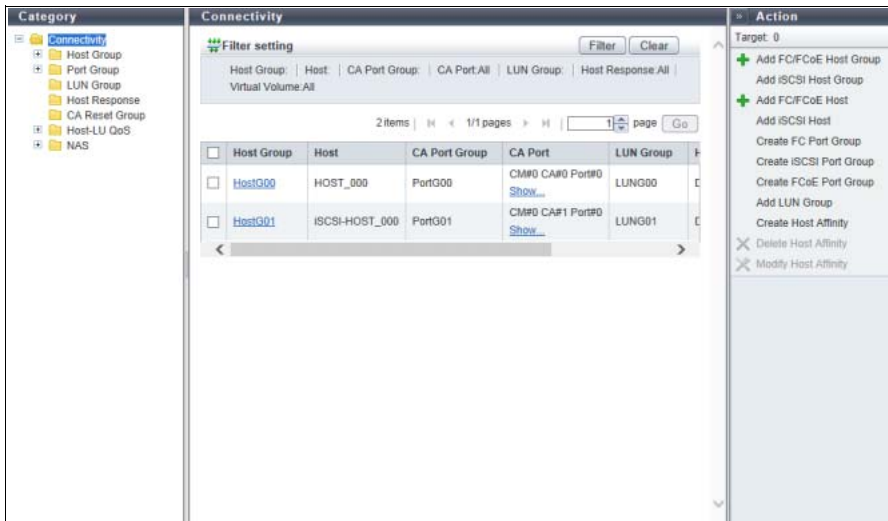 Category
Connectivity
Host Group
Port Group
LUN Group
Host Response
CA Reset Group
Host-LU QoS
NAS
Connectivity
Filter setting
Filter
Clear
Host Group: | Host: | CA Port Group: | CA Port:All | LUN Group: | Host Response:All |
Virtual Volume:All
2 items | 1/1 pages | 1 page Go
Host Group Host CA Port Group CA Port LUN Group H
HostG00 HOST_000 PortG00 CM#0 CA#0 Port#0 LUNG00 D
Show...
HostG01 iSCSI-HOST_000 PortG01 CM#0 CA#1 Port#0 LUNG01 D
Show...
» Action
Target: 0
Add FC/FCoE Host Group
Add iSCSI Host Group
Add FC/FCoE Host
Add iSCSI Host
Create FC Port Group
Create iSCSI Port Group
Create FCoE Port Group
Add LUN Group
Create Host Affinity
Delete Host Affinity
Modify Host Affinity